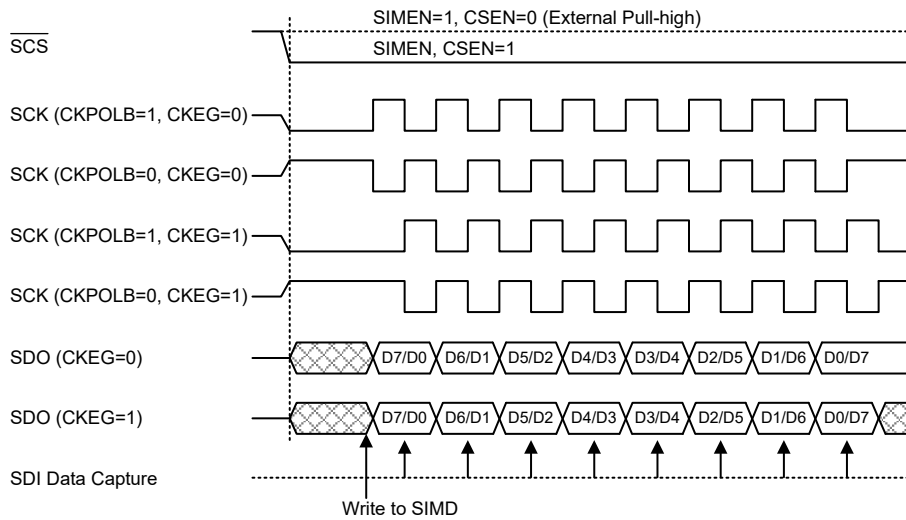 SIMEN=1, CSEN=0 (External Pull-high)
SCS
SIMEN, CSEN=1
SCK (CKPOLB=1, CKEG=0)
SCK (CKPOLB=0, CKEG=0)
SCK (CKPOLB=1, CKEG=1)
SCK (CKPOLB=0, CKEG=1)
SDO (CKEG=0) D7/D0 D6/D1 D5/D2 D4/D3 D3/D4 D2/D5 D1/D6 D0/D7
SDO (CKEG=1) D7/D0 D6/D1 D5/D2 D4/D3 D3/D4 D2/D5 D1/D6 D0/D7
SDI Data Capture
Write to SIMD